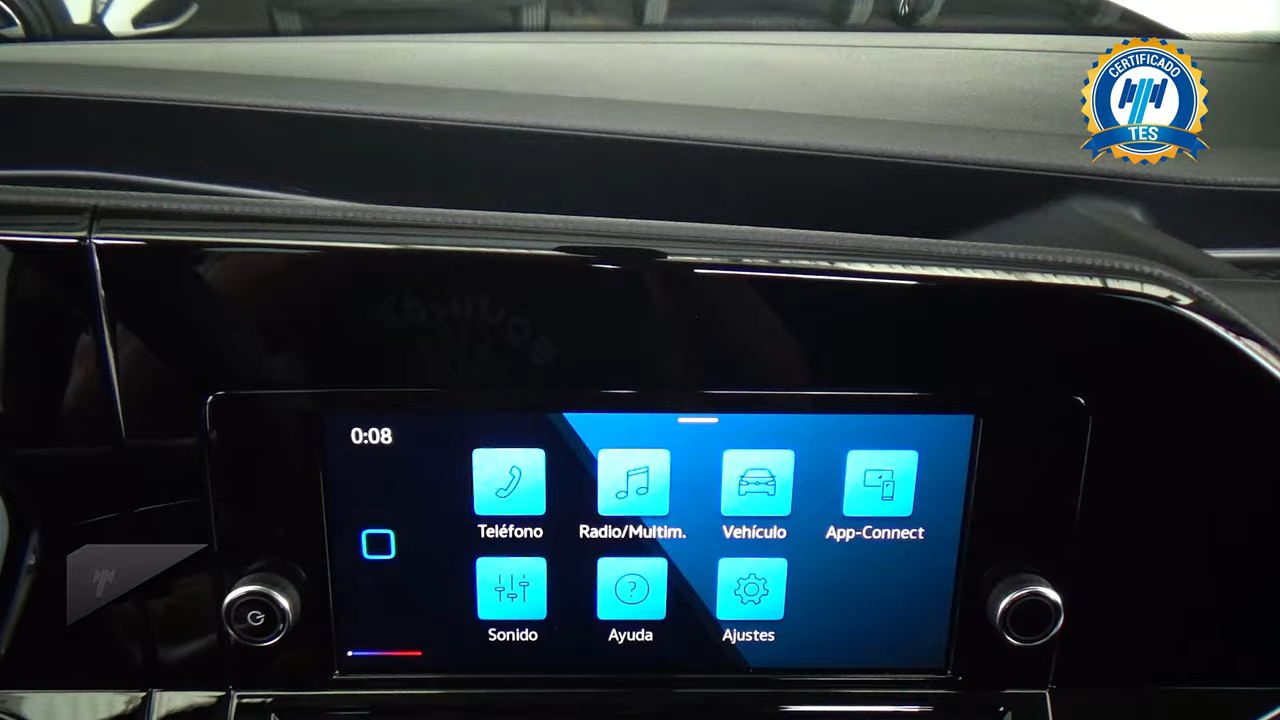 CERTIFICADO
TES
0:08
Teléfono
Radio/Multim.
Vehículo
App-Connect
Sonido
Ayuda
Ajustes